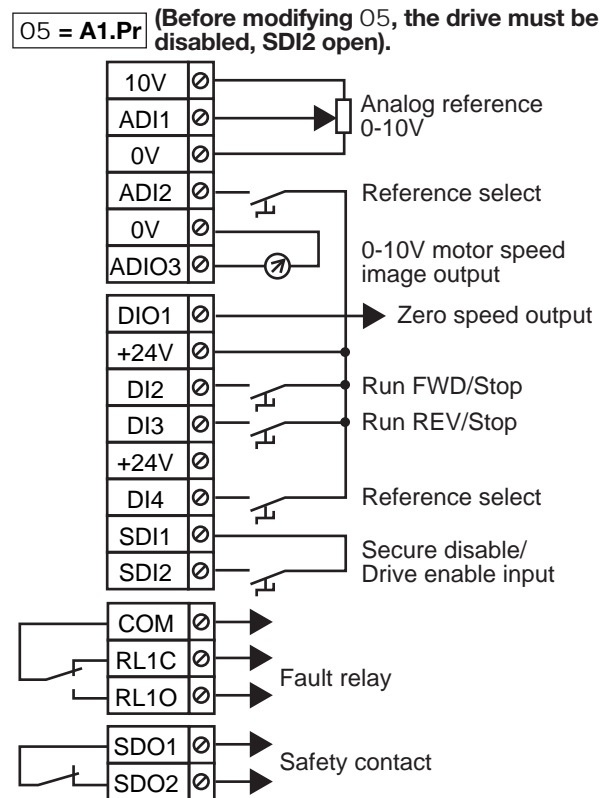 05 = A1.Pr (Before modifying 05, the drive must be
disabled, SDI2 open).
10V
ADI1
0V
Analog reference
0-10V
ADI2
Reference select
0V
ADIO3
0-10V motor speed
image output
DIO1
Zero speed output
+24V
DI2
Run FWD/Stop
DI3
Run REV/Stop
+24V
DI4
Reference select
SDI1
SDI2
Secure disable/
Drive enable input
COM
RL1C
RL1O
Fault relay
SDO1
SDO2
Safety contact